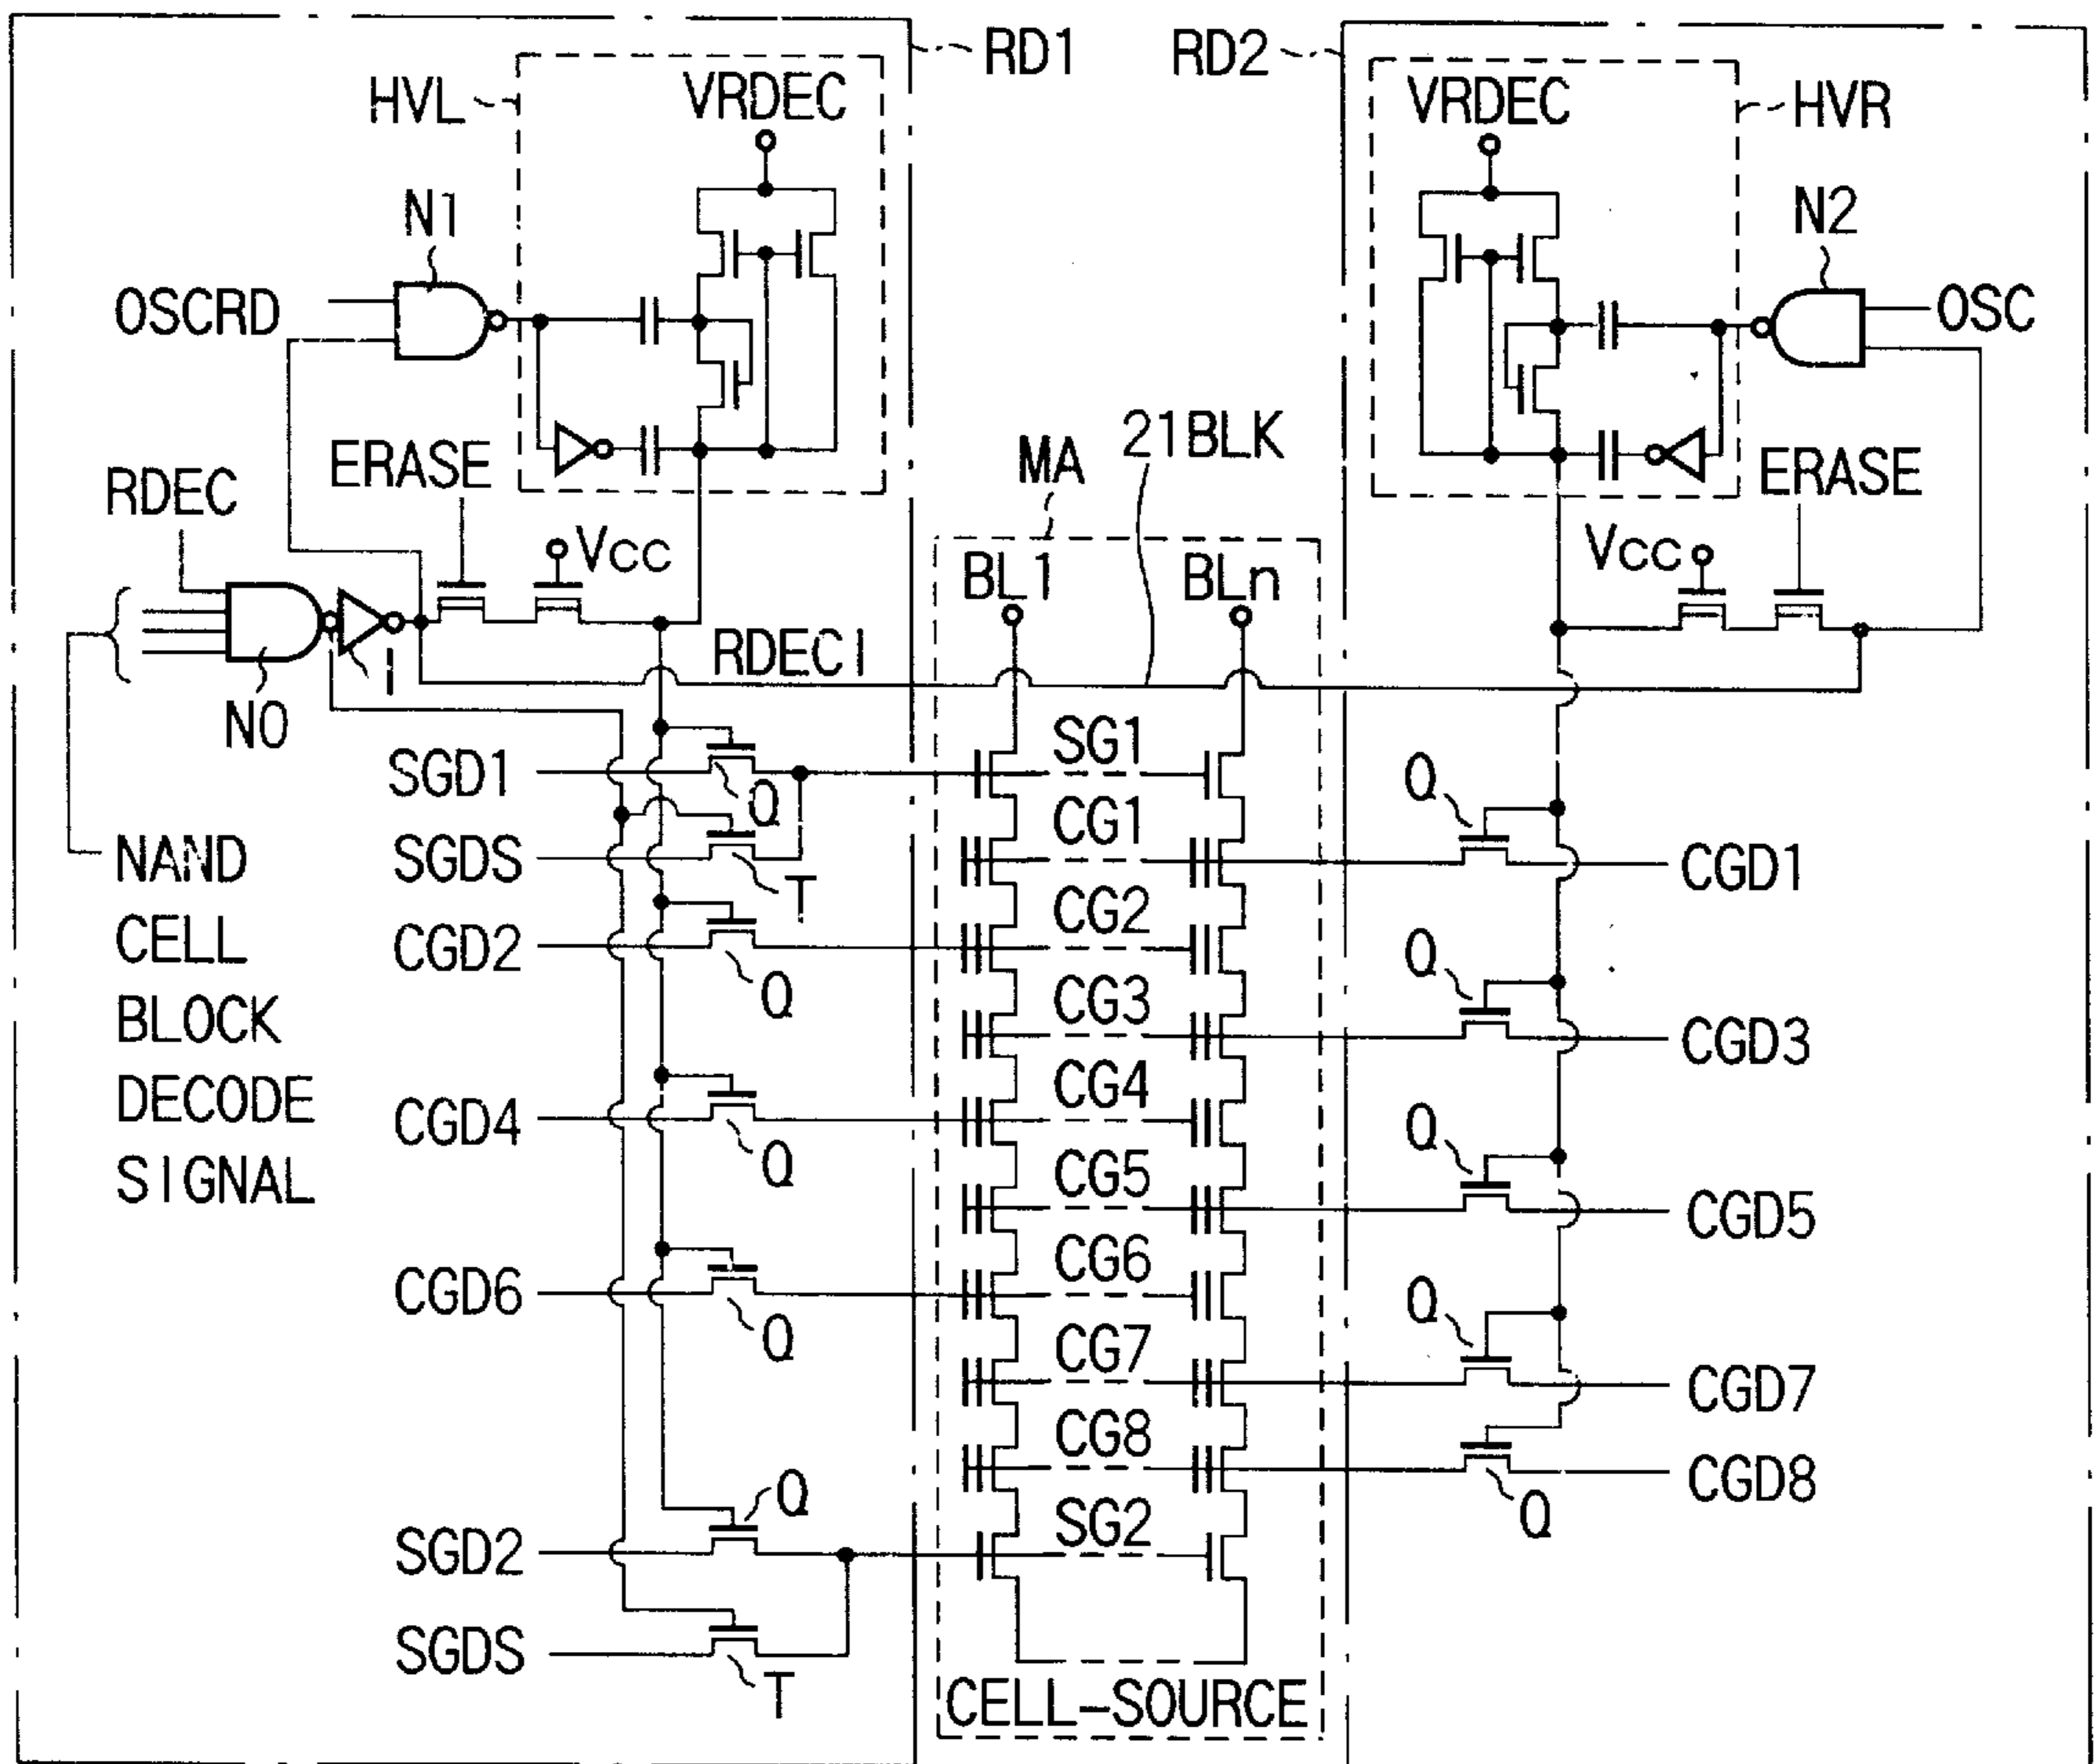 RD1
RD2
HVL
VRDEC
VRDEC
HVR
N1
N2
OSCRD
OSC
21BLK
MA
ERASE
ERASE
RDEC
VCC
BL1
BLn
VCC
RDECI
I
N0
SG1
SGD1
Q
Q
CG1
NAND
CELL
BLOCK
DECODE
SIGNAL
SGDS
T
CGD1
CG2
CGD2
Q
Q
CG3
CGD3
CG4
CGD4
Q
Q
CG5
CGD5
CG6
CGD6
Q
Q
CG7
CGD7
CG8
CGD8
Q
Q
SG2
SGD2
SGDS
T
CELL-SOURCE